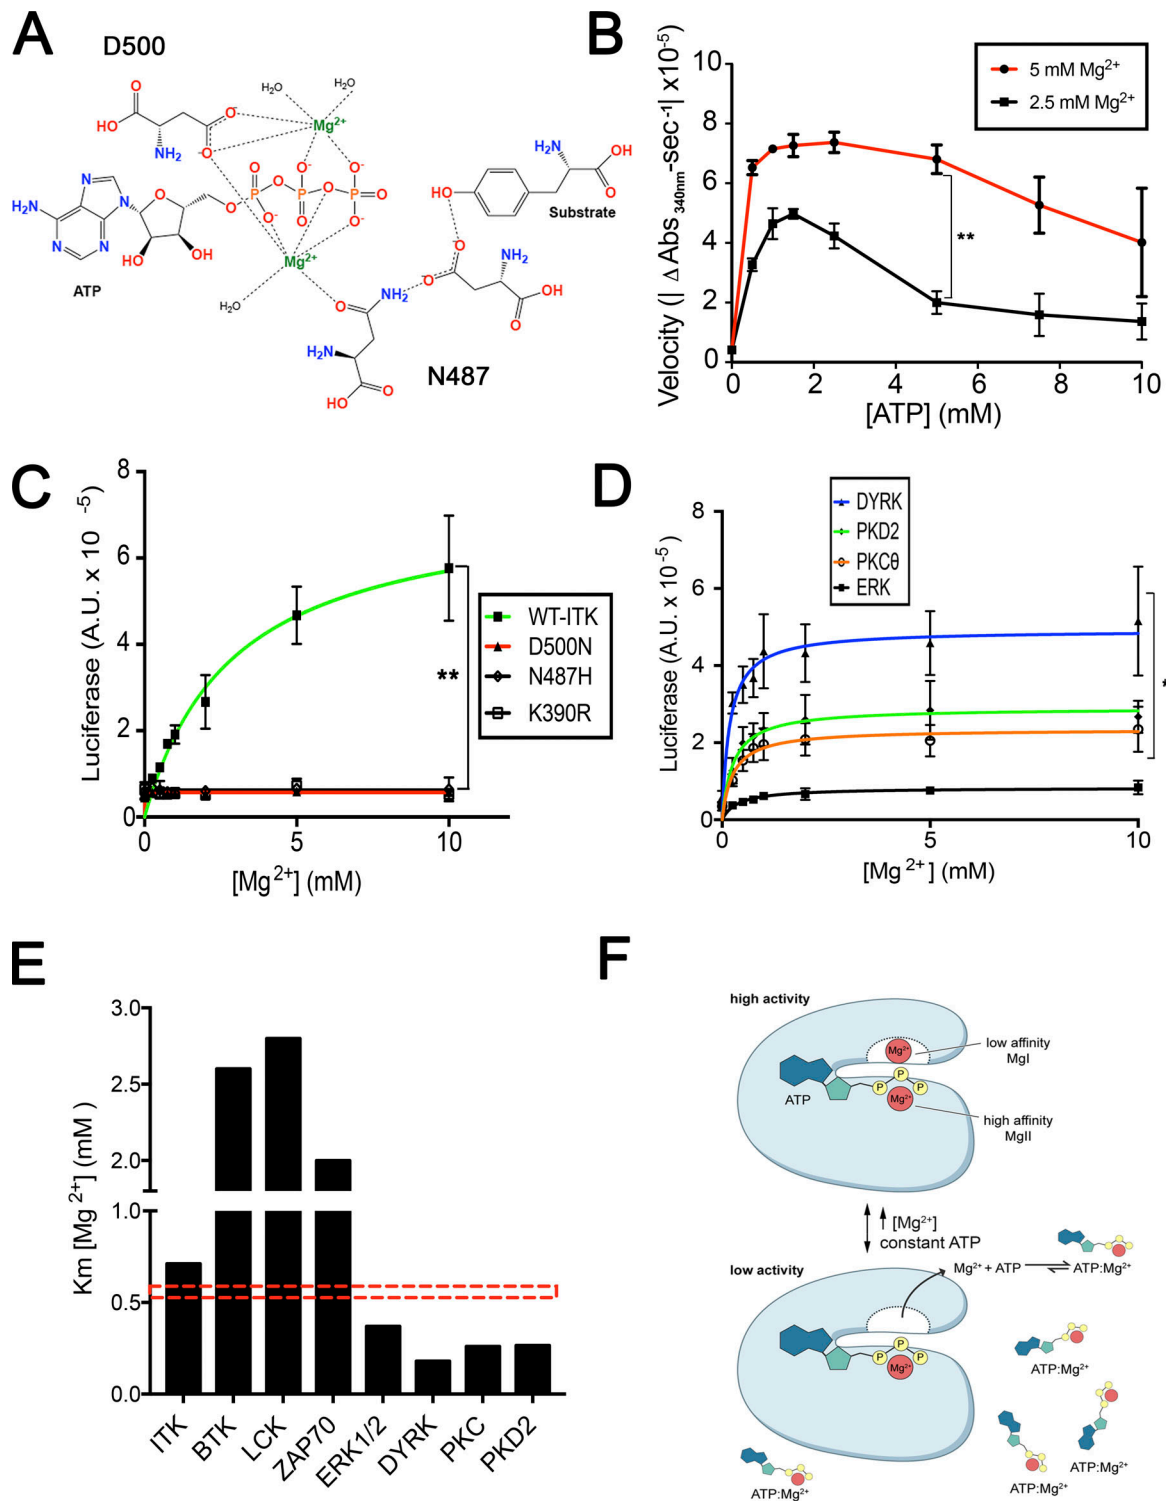 A
D500
H₂O
H₂O
Mg²⁺
O
O⁻
HO
O⁻
NH₂
O
O⁻
O⁻
NH₂
OH
N
N
O
O
P
O
P
O
P
O
HO
O
H₂N
N
N
O⁻
O⁻
Substrate
N
OH
Mg²⁺
O
NH₂
HO
ATP
H₂O
O
NH₂
⁻O
OH
O
H₂N
N487
HO
O
B
5 mM Mg²⁺
2.5 mM Mg²⁺
Velocity (| Δ Abs 340nm-sec⁻¹| x10⁻⁵)
10
8
6
4
2
0
**
0 2 4 6 8 10
[ATP] (mM)
C
Luciferase (A.U. x 10 ⁻⁵)
8
6
4
2
0
WT-ITK
D500N
N487H
K390R
**
0 5 10
[Mg²⁺] (mM)
D
DYRK
PKD2
PKCθ
ERK
Luciferase (A.U. x 10⁻⁵)
8
6
4
2
0
*
0 5 10
[Mg²⁺] (mM)
E
Km [Mg ²⁺] (mM )
3.0
2.5
2.0
1.0
0.5
0.0
ITK
BTK
LCK
ZAP70
ERK1/2
DYRK
PKC
PKD2
F
high activity
Mg²⁺
low affinity
MgI
P
P P
ATP
Mg²⁺
high affinity
MgII
[Mg²⁺]
constant ATP
low activity
Mg²⁺ + ATP
ATP:Mg²⁺
P
P P
Mg²⁺
ATP:Mg²⁺
ATP:Mg²⁺
ATP:Mg²⁺
ATP:Mg²⁺